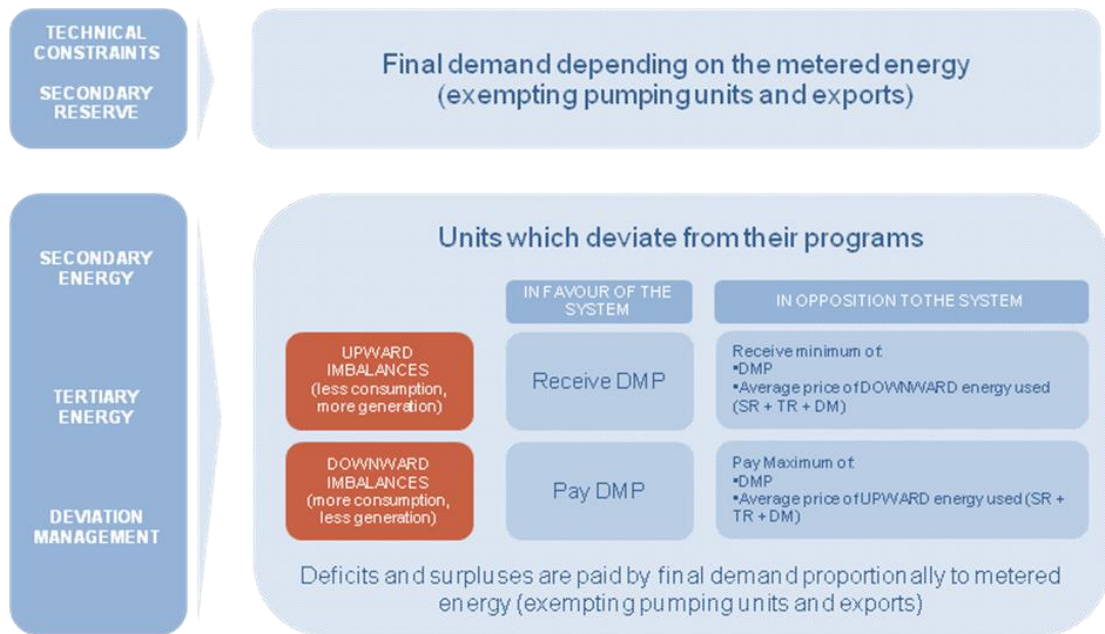 TECHNICAL
CONSTRAINTS
SECONDARY
RESERVE
Final demand depending on the metered energy
(exempting pumping units and exports)
SECONDARY
ENERGY
TERTIARY
ENERGY
DEVIATION
MANAGEMENT
Units which deviate from their programs
IN FAVOUR OF THE
SYSTEM
IN OPPOSITION TO THE SYSTEM
UPWARD
IMBALANCES
(less consumption,
more generation)
Receive DMP
Receive minimum of:
▪DMP
▪Average price of DOWNWARD energy used
(SR + TR + DM)
DOWNWARD
IMBALANCES
(more consumption,
less generation)
Pay DMP
Pay Maximum of:
▪DMP
▪Average price of UPWARD energy used (SR +
TR + DM)
Deficits and surpluses are paid by final demand proportionally to metered
energy (exempting pumping units and exports)